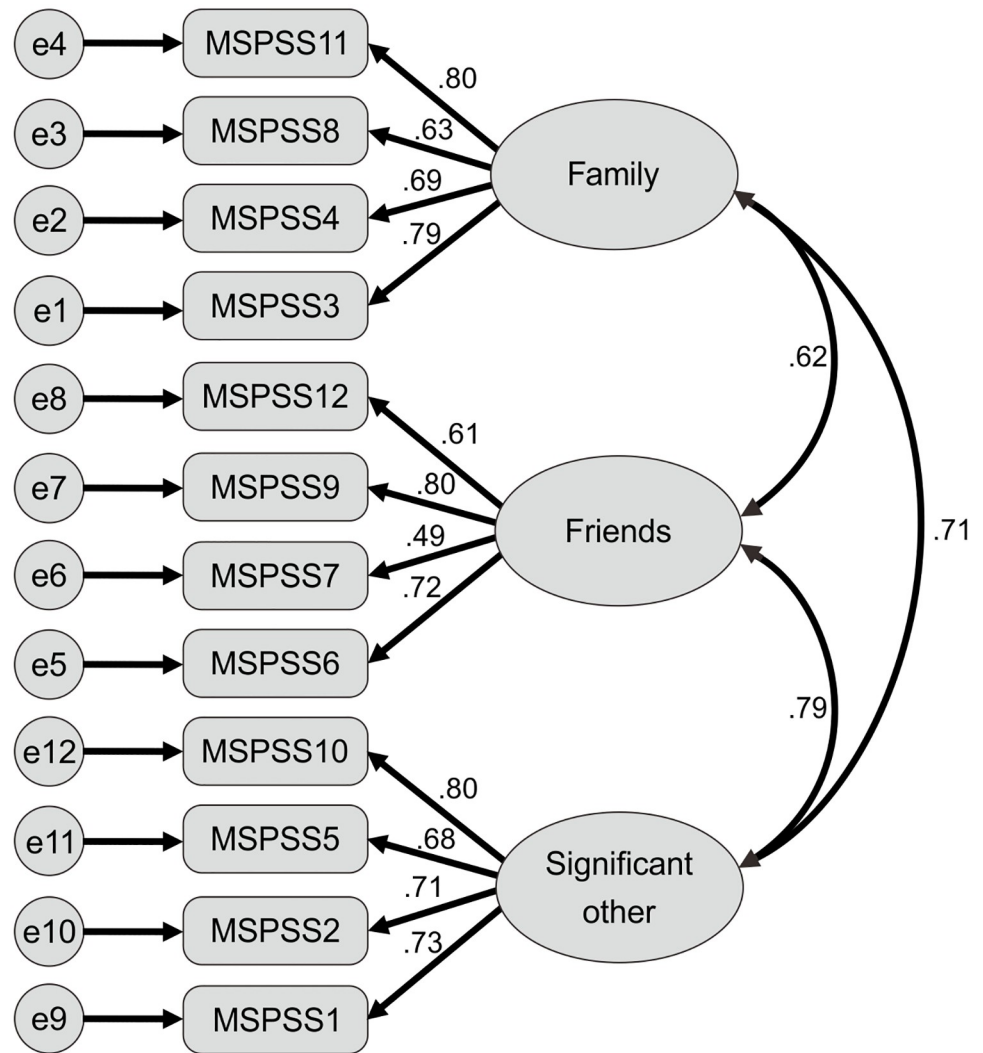 e4
MSPSS11
.80
e3
MSPSS8
.63
Family
e2
MSPSS4
.69
.79
e1
MSPSS3
.62
e8
MSPSS12
.61
e7
MSPSS9
.80
Friends
.71
e6
MSPSS7
.49
.72
e5
MSPSS6
.79
e12
MSPSS10
.80
e11
MSPSS5
.68
Significant
other
e10
MSPSS2
.71
.73
e9
MSPSS1